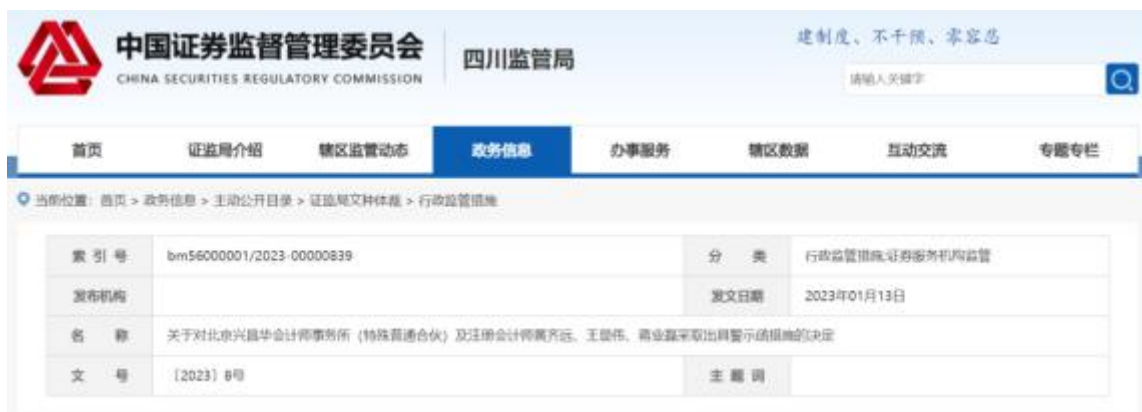 中国证券监督管理委员会
CHINA SECURITIES REGULATORY COMMISSION
四川监管局
建制度、不干预、零容忍
请输入关键字
首页 证监局介绍 辖区监管动态 政务信息 办事服务 辖区数据 互动交流 专题专栏
当前位置：首页 > 政务信息 > 主动公开目录 > 证监局文种体裁 > 行政监管措施
索引号 bm56000001/2023-00000839 分类 行政监管措施;证券服务机构监管
发布机构 发文日期 2023年01月13日
名称 关于对北京兴昌华会计师事务所（特殊普通合伙）及注册会计师 齐远、王 伟、 业 采取出具警示函措施的决定
文号 〔2023〕8号 主题词